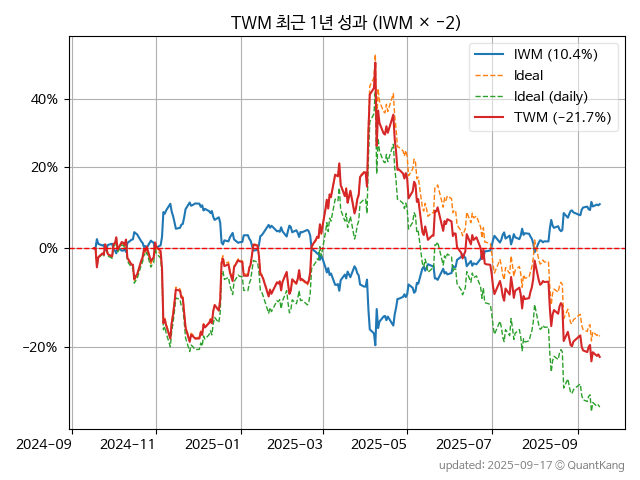 TWM 최근 1년 성과 (IWM × −2)
IWM (10.4%)
Ideal
Ideal (daily)
TWM (−21.7%)
40%
20%
0%
−20%
2024-09 2024-11 2025-01 2025-03 2025-05 2025-07 2025-09
updated: 2025-09-17 © QuantKang